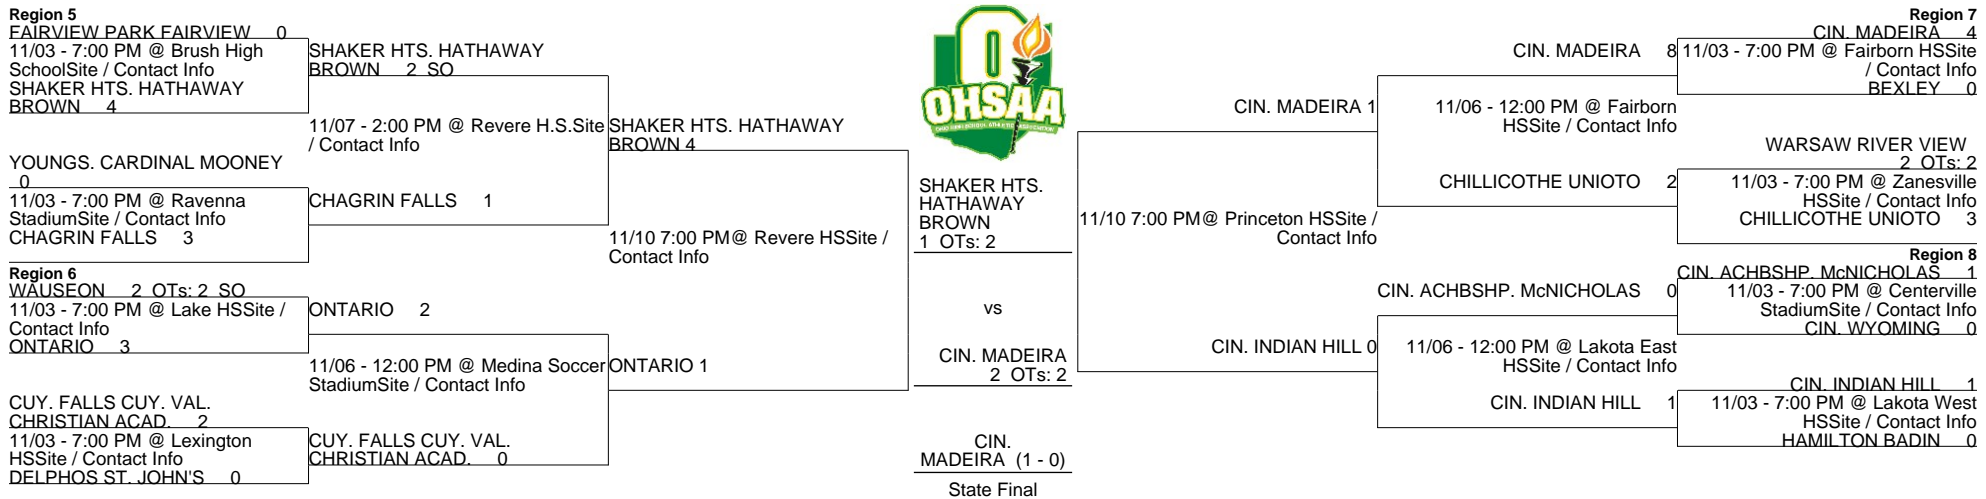 Region 5
FAIRVIEW PARK FAIRVIEW 0
11/03 - 7:00 PM @ Brush High
SchoolSite / Contact Info
SHAKER HTS. HATHAWAY
BROWN 4
YOUNGS. CARDINAL MOONEY
0
11/03 - 7:00 PM @ Ravenna
StadiumSite / Contact Info
CHAGRIN FALLS 3
Region 6
WAUSEON 2 OTs: 2 SO
11/03 - 7:00 PM @ Lake HSSite /
Contact Info
ONTARIO 3
CUY. FALLS CUY. VAL.
CHRISTIAN ACAD. 2
11/03 - 7:00 PM @ Lexington
HSSite / Contact Info
DELPHOS ST. JOHN'S 0
SHAKER HTS. HATHAWAY
BROWN 2 SO
11/07 - 2:00 PM @ Revere H.S.Site
/ Contact Info
CHAGRIN FALLS 1
ONTARIO 2
11/06 - 12:00 PM @ Medina Soccer
StadiumSite / Contact Info
CUY. FALLS CUY. VAL.
CHRISTIAN ACAD. 0
SHAKER HTS. HATHAWAY
BROWN 4
11/10 7:00 PM@ Revere HSSite /
Contact Info
ONTARIO 1
OHSAA
SHAKER HTS.
HATHAWAY
BROWN
1 OTs: 2
vs
CIN. MADEIRA
2 OTs: 2
CIN.
MADEIRA (1 - 0)
State Final
CIN. MADEIRA 1
11/10 7:00 PM@ Princeton HSSite /
Contact Info
CIN. INDIAN HILL 0
CIN. MADEIRA 8
11/06 - 12:00 PM @ Fairborn
HSSite / Contact Info
CHILLICOTHE UNIOTO 2
CIN. ACHBSHP. McNICHOLAS 0
11/06 - 12:00 PM @ Lakota East
HSSite / Contact Info
CIN. INDIAN HILL 1
Region 7
CIN. MADEIRA 4
11/03 - 7:00 PM @ Fairborn HSSite
/ Contact Info
BEXLEY 0
WARSAW RIVER VIEW
2 OTs: 2
11/03 - 7:00 PM @ Zanesville
HSSite / Contact Info
CHILLICOTHE UNIOTO 3
Region 8
CIN. ACHBSHP. McNICHOLAS 1
11/03 - 7:00 PM @ Centerville
StadiumSite / Contact Info
CIN. WYOMING 0
CIN. INDIAN HILL 1
11/03 - 7:00 PM @ Lakota West
HSSite / Contact Info
HAMILTON BADIN 0